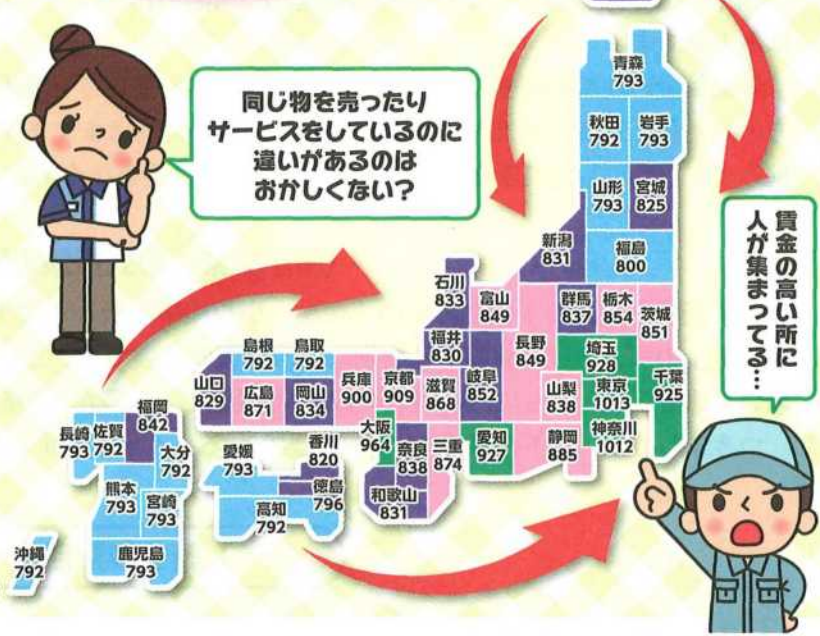 同じ物を売ったり
サービスをしているのに
違いがあるのは
おかしくない?
賃金の高い所に
人が集まってる…
青森
793
秋田
792
岩手
793
山形
793
宮城
825
新潟
831
福島
800
石川
833
富山
849
群馬
837
栃木
854
茨城
851
福井
830
長野
849
埼玉
928
島根
792
鳥取
792
山口
829
広島
871
岡山
834
兵庫
900
京都
909
滋賀
868
岐阜
852
山梨
838
東京
1013
千葉
925
大阪
964
奈良
838
三重
874
愛知
927
静岡
885
神奈川
1012
和歌山
831
福岡
842
長崎
793
佐賀
792
大分
792
熊本
793
宮崎
793
鹿児島
793
沖縄
792
愛媛
793
香川
820
高知
792
徳島
796